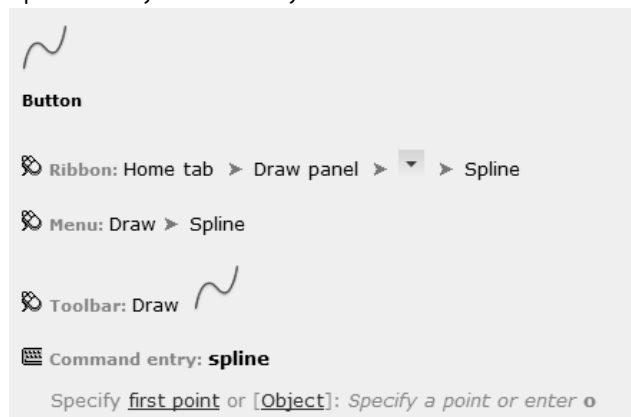 Button
Ribbon: Home tab ➤ Draw panel ➤ ➤ Spline
Menu: Draw ➤ Spline
Toolbar: Draw
Command entry: spline
Specify first point or [Object]: Specify a point or enter o